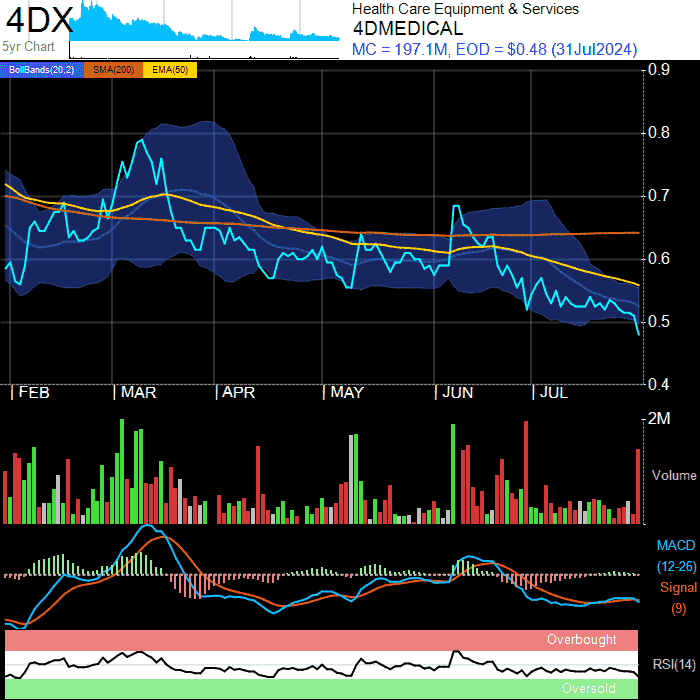 4DX
5yr Chart
Health Care Equipment & Services
4DMEDICAL
MC = 197.1M, EOD = $0.48 (31Jul2024)
BollBands(20,2) SMA(200) EMA(50)
0.9
0.8
0.7
0.6
0.5
0.4
FEB MAR APR MAY JUN JUL
2M
Volume
MACD
(12-26)
Signal
(9)
Overbought
RSI(14)
Oversold